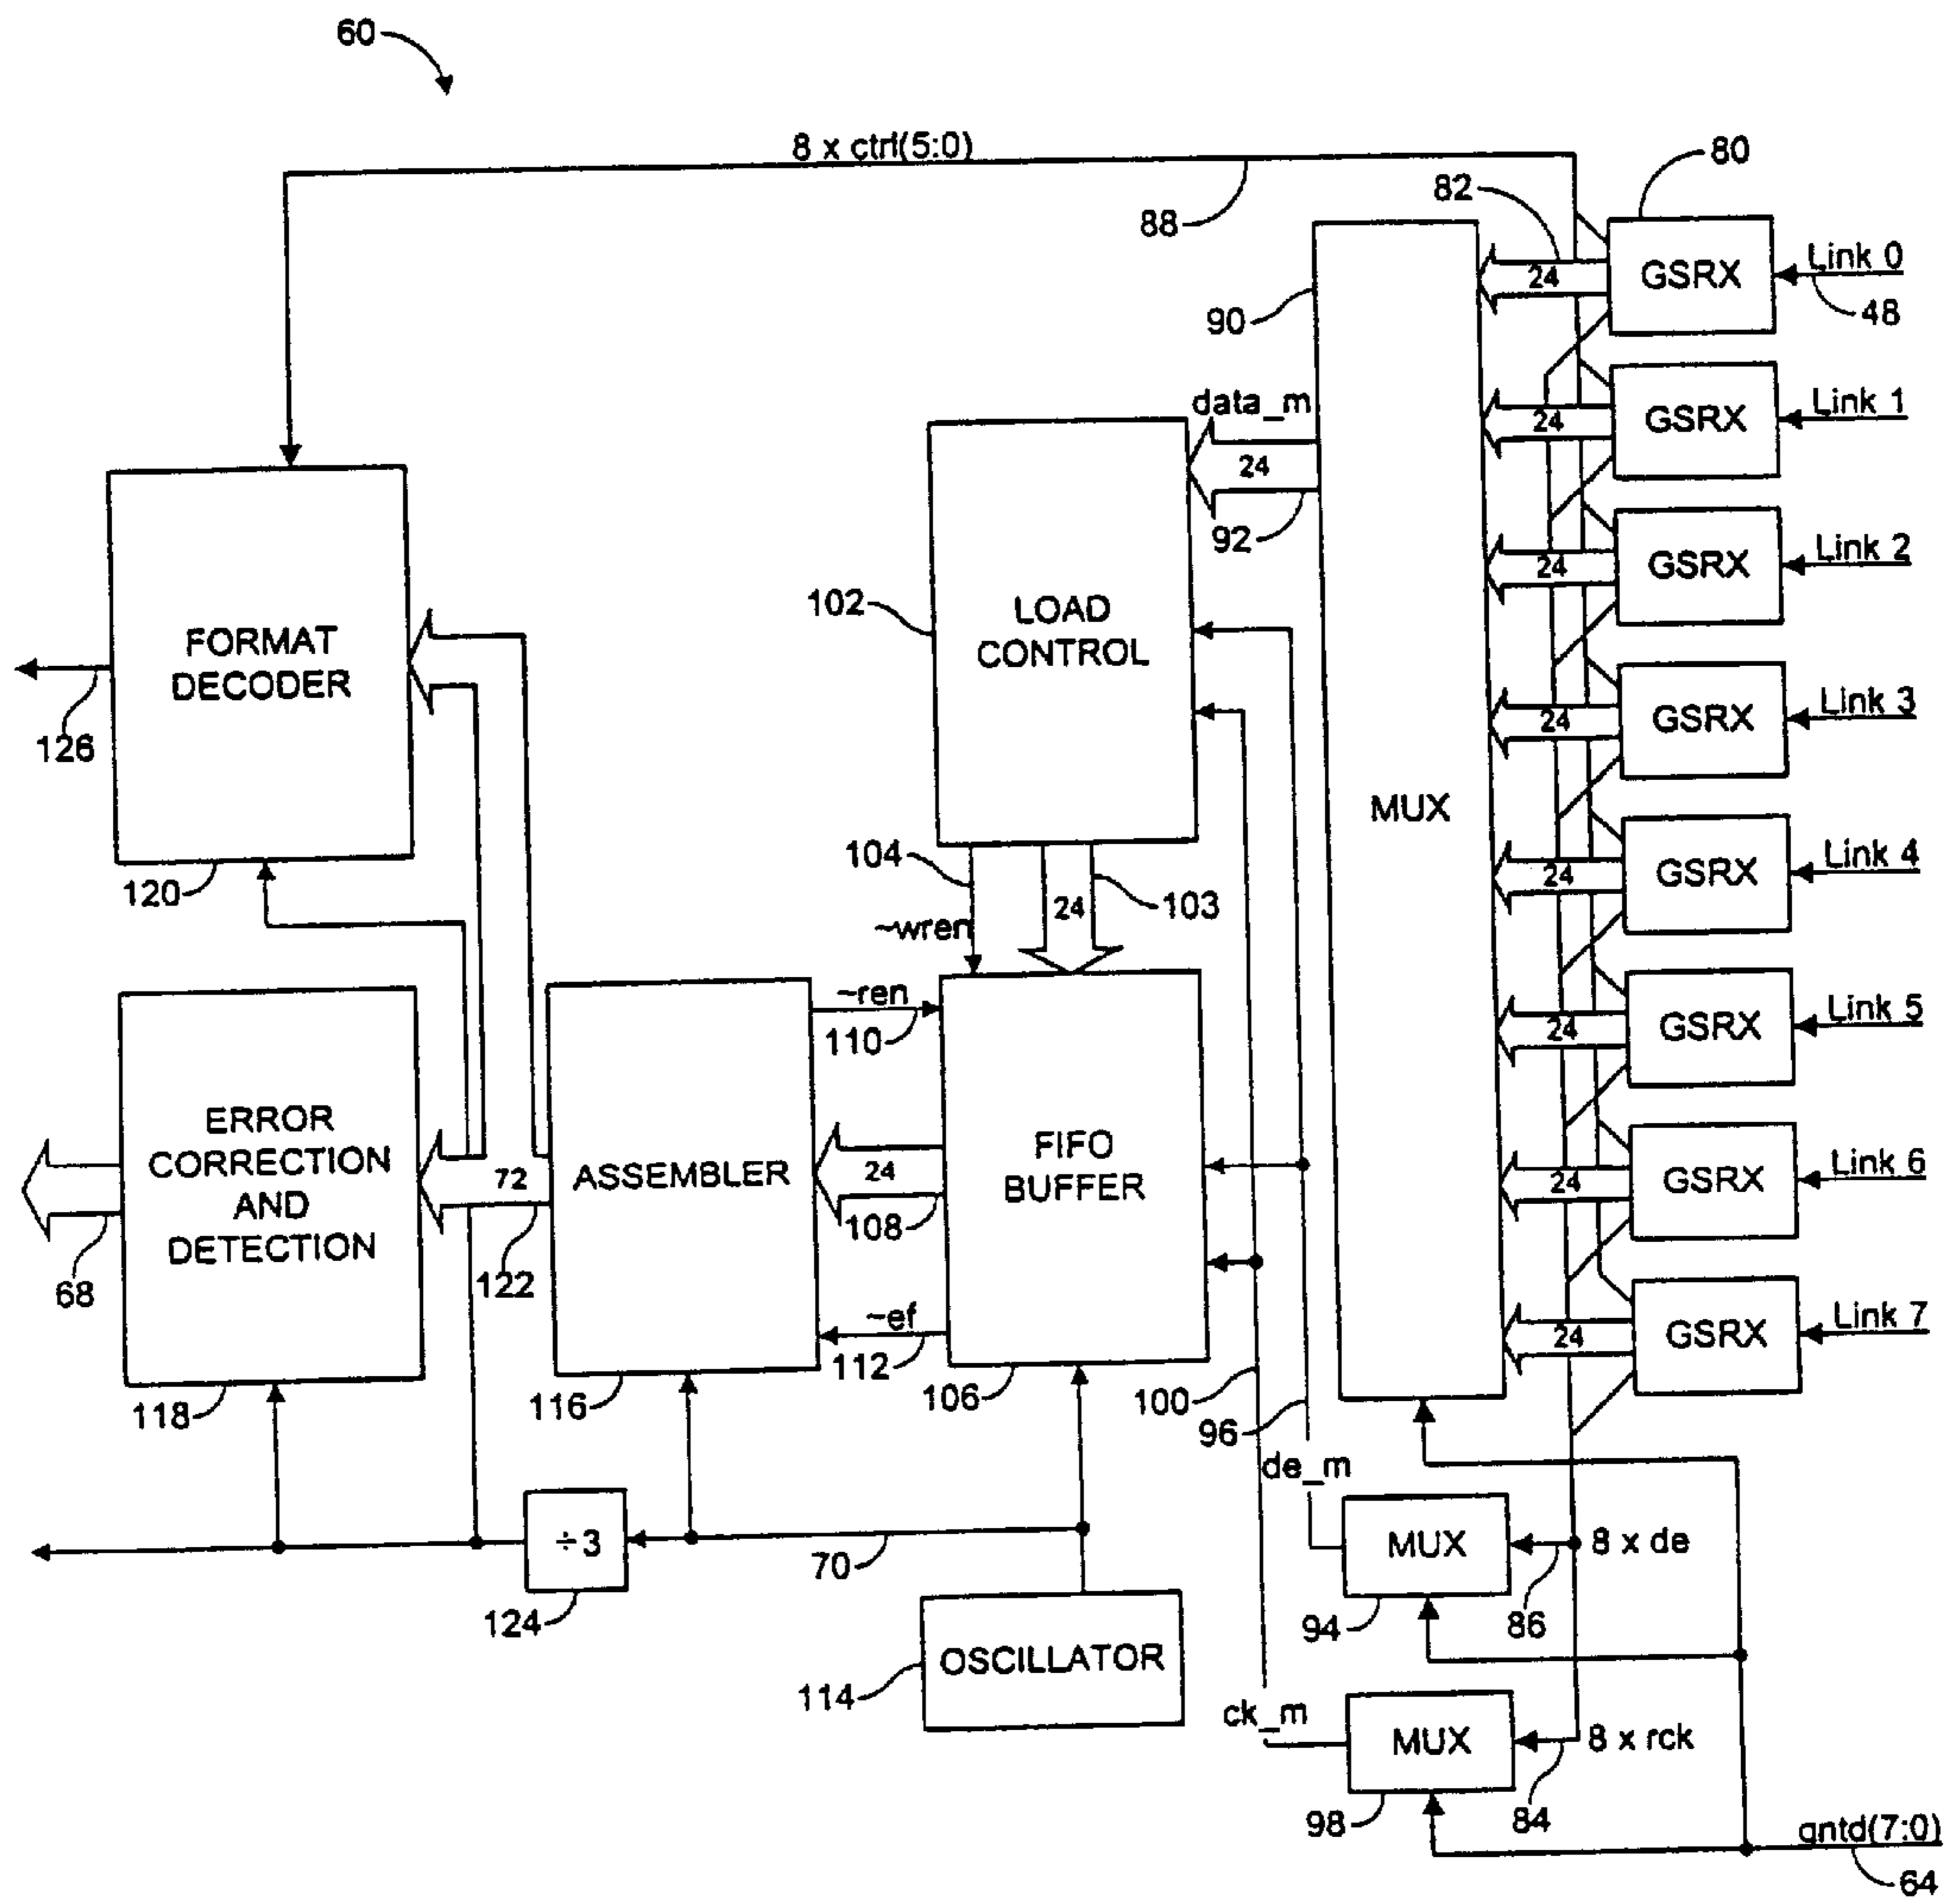 60
8 x ctrl(5:0)
88
82
80
24
GSRX
Link 0
48
90
24
GSRX
Link 1
data_m
24
92
24
GSRX
Link 2
102
LOAD
CONTROL
FORMAT
DECODER
126
120
24
GSRX
Link 3
MUX
104
24
103
~wren
24
GSRX
Link 4
~ren
110
24
GSRX
Link 5
ERROR
CORRECTION
AND
DETECTION
68
118
72
122
ASSEMBLER
116
24
108
FIFO
BUFFER
~ef
112
106
24
GSRX
Link 6
24
GSRX
Link 7
100
96
de_m
MUX
94
8 x de
86
÷3
124
70
OSCILLATOR
114
ck_m
MUX
98
8 x rck
84
gntd(7:0)
64